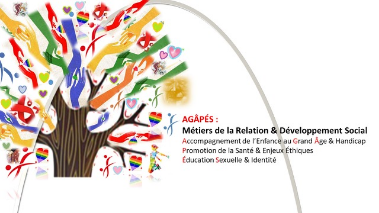 AGÂPÉS :
Métiers de la Relation & Développement Social
Accompagnement de l'Enfance au Grand Âge & Handicap
Promotion de la Santé & Enjeux Éthiques
Éducation Sexuelle & Identité